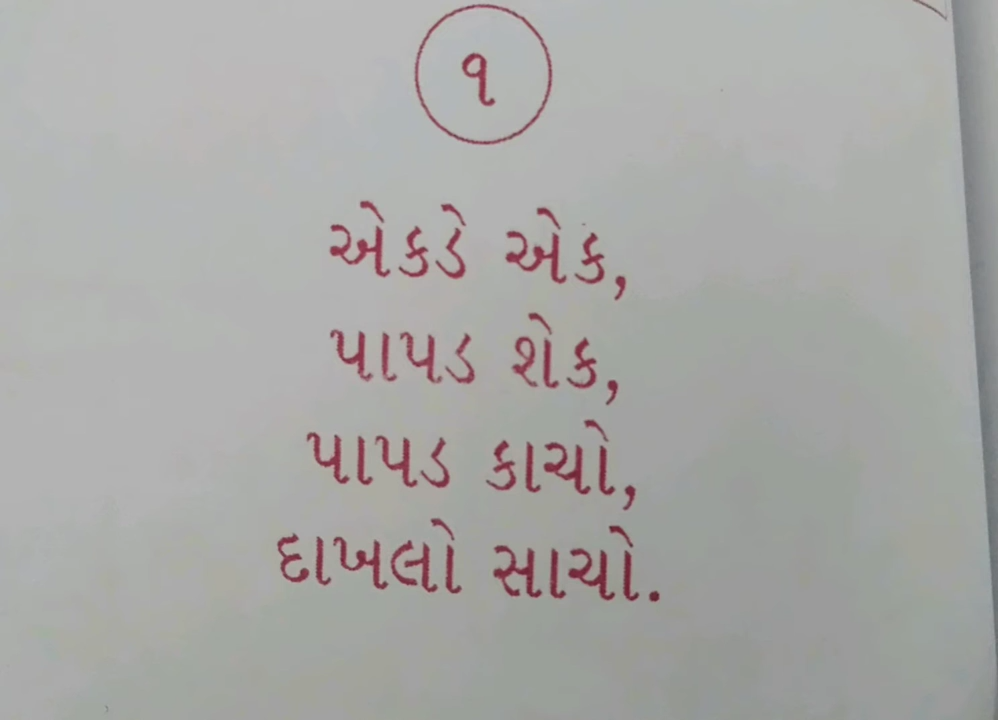 ૧
એકડે એક,
પાપડ શેક,
પાપડ કાચો,
દાખલો સાચો.